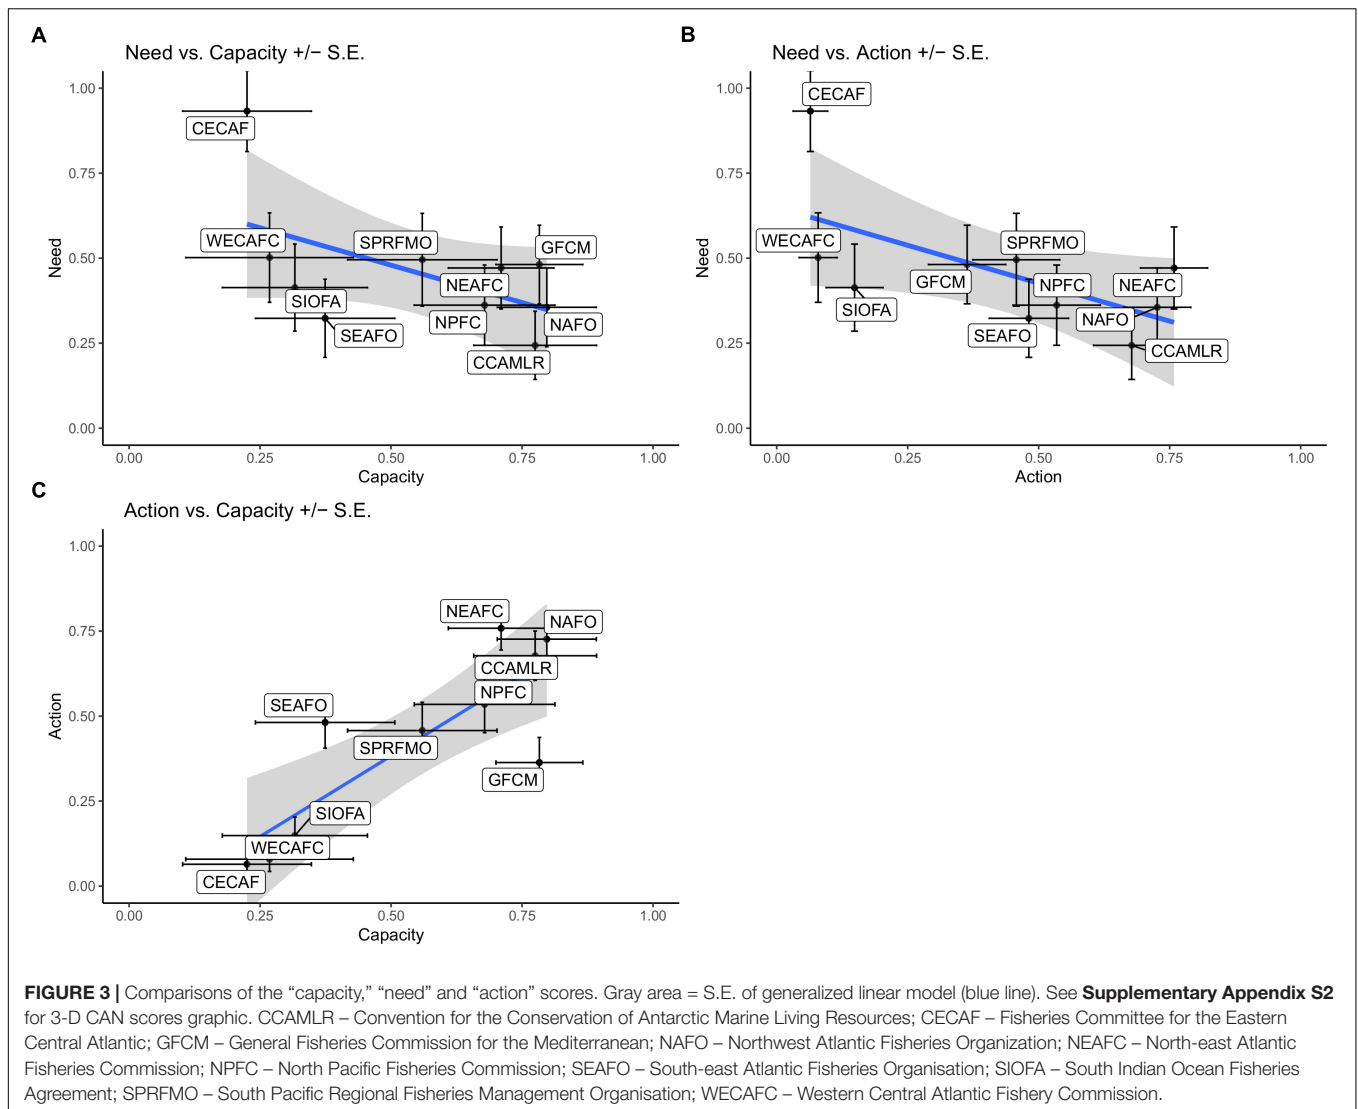 A
Need vs. Capacity +/− S.E.
1.00
0.75
0.50
0.25
0.00
Need
CECAF
WECAFC
SPRFMO
GFCM
NEAFC
SIOFA
NPFC
NAFO
SEAFO
CCAMLR
0.00 0.25 0.50 0.75 1.00
Capacity
B
Need vs. Action +/− S.E.
1.00
0.75
0.50
0.25
0.00
Need
CECAF
WECAFC
SPRFMO
GFCM
NPFC
NEAFC
SIOFA
NAFO
SEAFO
CCAMLR
0.00 0.25 0.50 0.75 1.00
Action
C
Action vs. Capacity +/− S.E.
1.00
0.75
0.50
0.25
0.00
Action
NEAFC
NAFO
CCAMLR
NPFC
SEAFO
SPRFMO
GFCM
SIOFA
WECAFC
CECAF
0.00 0.25 0.50 0.75 1.00
Capacity
FIGURE 3 | Comparisons of the “capacity,” “need” and “action” scores. Gray area = S.E. of generalized linear model (blue line). See Supplementary Appendix S2
for 3-D CAN scores graphic. CCAMLR – Convention for the Conservation of Antarctic Marine Living Resources; CECAF – Fisheries Committee for the Eastern
Central Atlantic; GFCM – General Fisheries Commission for the Mediterranean; NAFO – Northwest Atlantic Fisheries Organization; NEAFC – North-east Atlantic
Fisheries Commission; NPFC – North Pacific Fisheries Commission; SEAFO – South-east Atlantic Fisheries Organisation; SIOFA – South Indian Ocean Fisheries
Agreement; SPRFMO – South Pacific Regional Fisheries Management Organisation; WECAFC – Western Central Atlantic Fishery Commission.